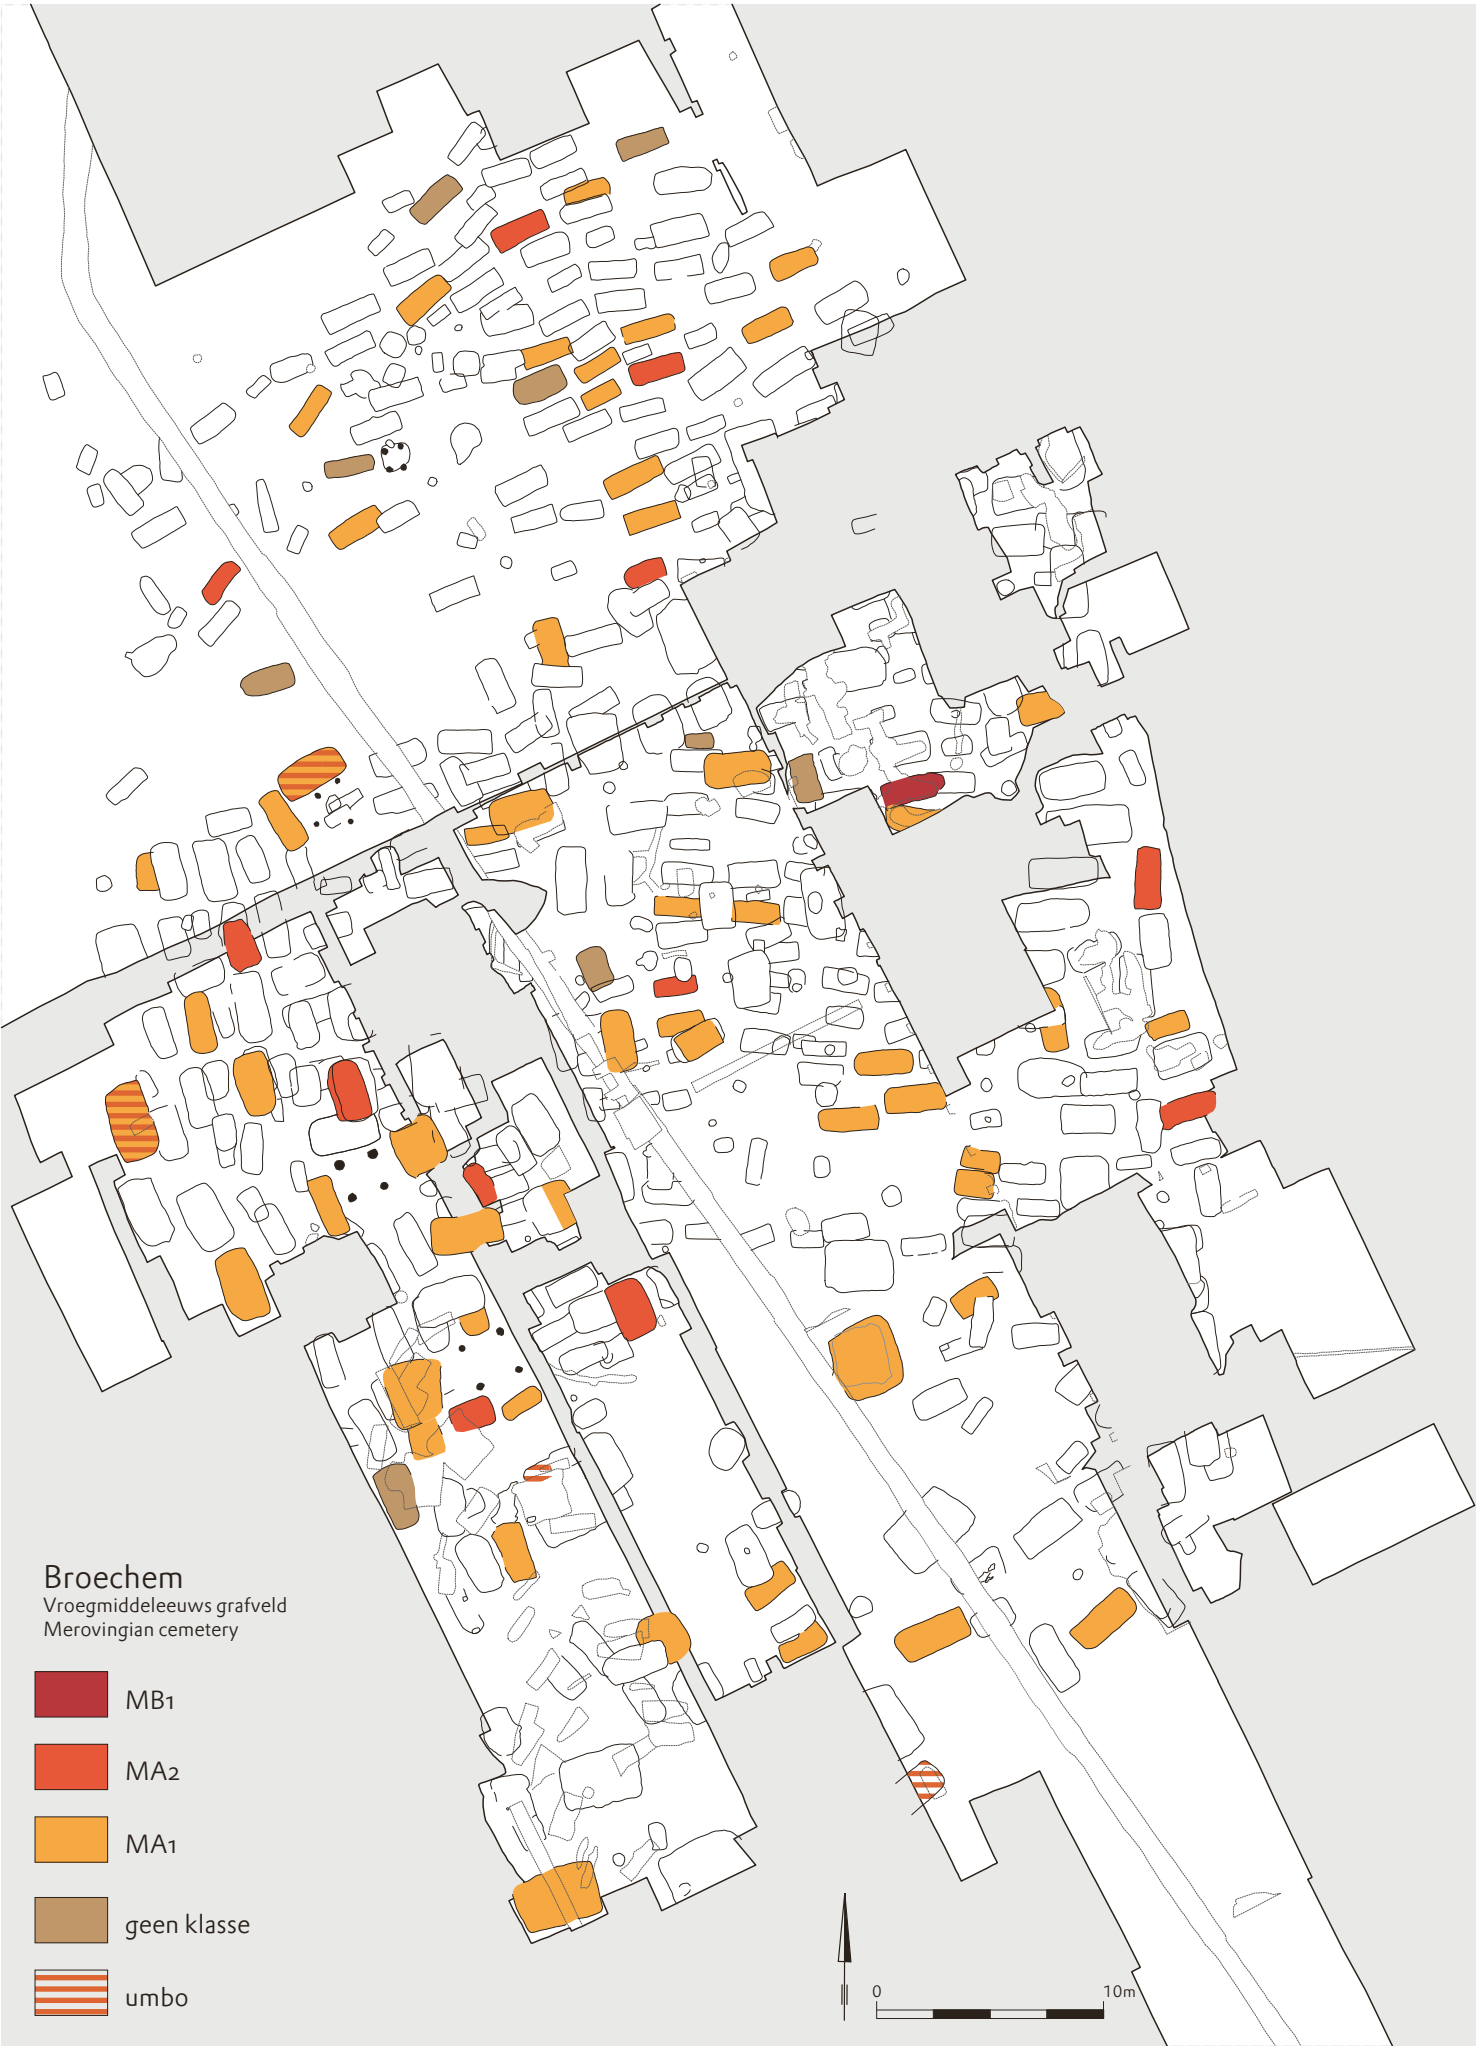 Broechem
Vroegmiddeleeuws grafveld
Merovingian cemetery
MB1
MA2
MA1
geen klasse
umbo
0 10m